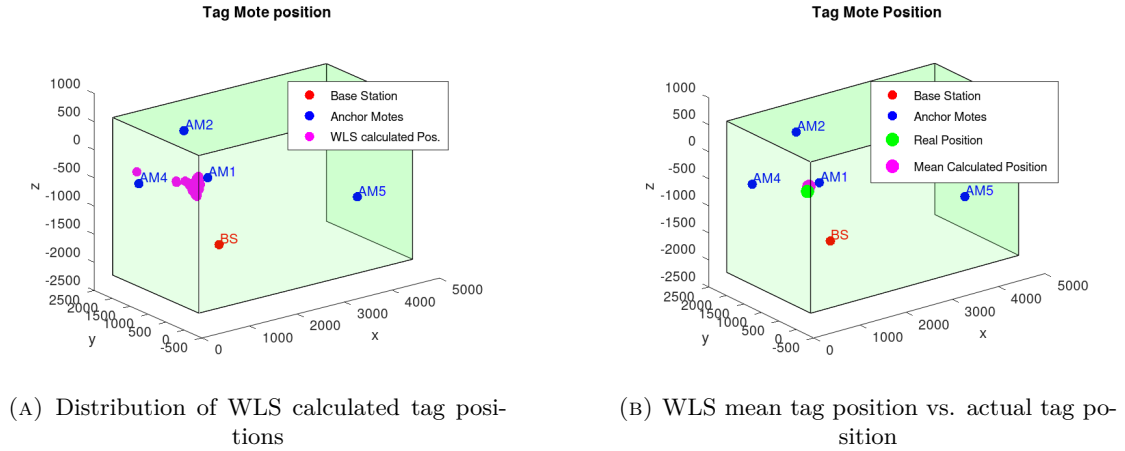 Tag Mote position
1000
500
0
-500
-1000
-1500
-2000
-2500
z
2500
2000
1500
1000
500
0
-500
y
0
1000
2000
3000
4000
5000
x
Base Station
Anchor Motes
WLS calculated Pos.
AM2
AM4
AM1
AM5
BS
(A) Distribution of WLS calculated tag posi-
tions
Tag Mote Position
1000
500
0
-500
-1000
-1500
-2000
-2500
z
2500
2000
1500
1000
500
0
-500
y
0
1000
2000
3000
4000
5000
x
Base Station
Anchor Motes
Real Position
Mean Calculated Position
AM2
AM4
AM1
AM5
BS
(B) WLS mean tag position vs. actual tag po-
sition